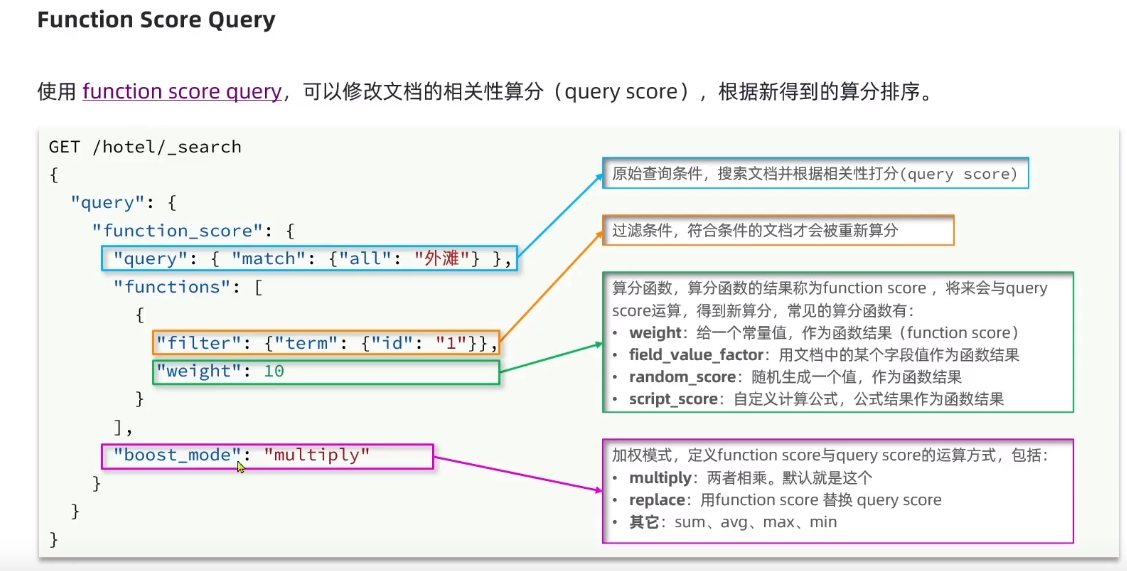 Function Score Query
使用 function score query，可以修改文档的相关性算分（query score），根据新得到的算分排序。
GET /hotel/_search
{
"query": {
"function_score": {
"query": { "match": {"all": "外滩"} },
"functions": [
{
"filter": {"term": {"id": "1"}},
"weight": 10
}
],
"boost_mode": "multiply"
}
}
}
原始查询条件，搜索文档并根据相关性打分(query score)
过滤条件，符合条件的文档才会被重新算分
算分函数，算分函数的结果称为function score ，将来会与query
score运算，得到新算分，常见的算分函数有：
• weight：给一个常量值，作为函数结果（function score）
• field_value_factor：用文档中的某个字段值作为函数结果
• random_score：随机生成一个值，作为函数结果
• script_score：自定义计算公式，公式结果作为函数结果
加权模式，定义function score与query score的运算方式，包括：
• multiply：两者相乘。默认就是这个
• replace：用function score 替换 query score
• 其它：sum、avg、max、min